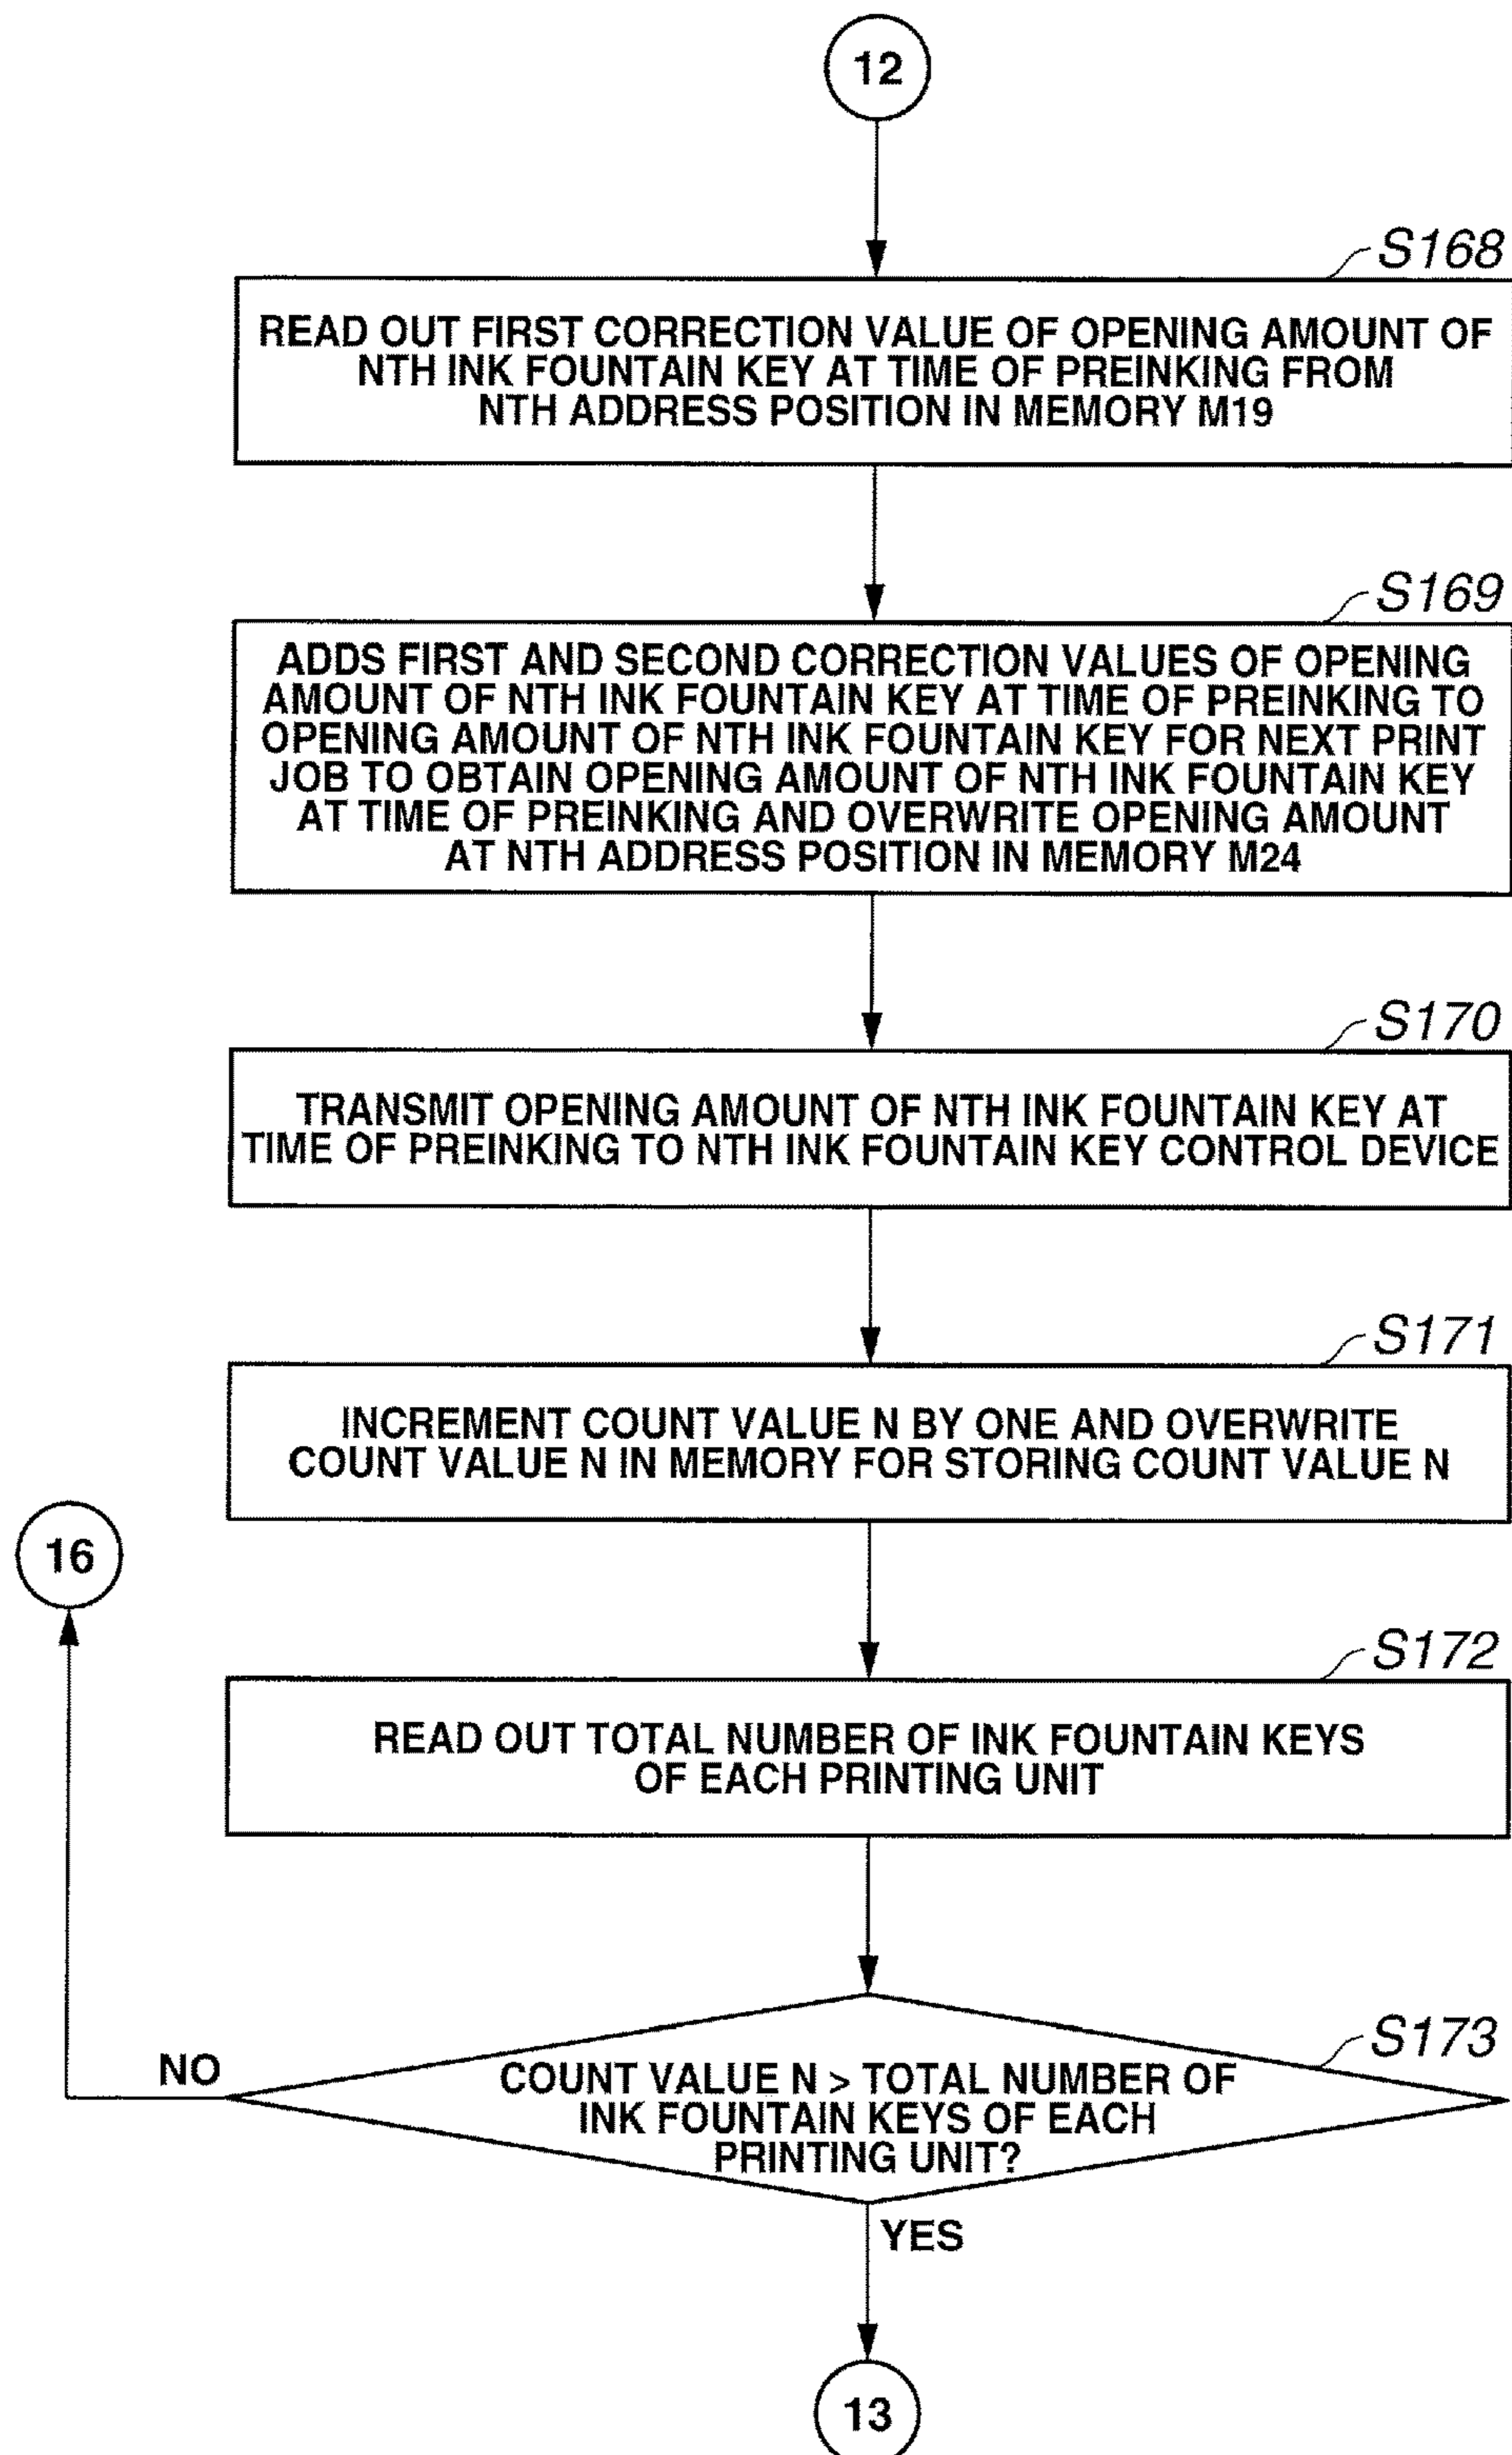 12
S168
READ OUT FIRST CORRECTION VALUE OF OPENING AMOUNT OF
NTH INK FOUNTAIN KEY AT TIME OF PREINKING FROM
NTH ADDRESS POSITION IN MEMORY M19
S169
ADDS FIRST AND SECOND CORRECTION VALUES OF OPENING
AMOUNT OF NTH INK FOUNTAIN KEY AT TIME OF PREINKING TO
OPENING AMOUNT OF NTH INK FOUNTAIN KEY FOR NEXT PRINT
JOB TO OBTAIN OPENING AMOUNT OF NTH INK FOUNTAIN KEY
AT TIME OF PREINKING AND OVERWRITE OPENING AMOUNT
AT NTH ADDRESS POSITION IN MEMORY M24
S170
TRANSMIT OPENING AMOUNT OF NTH INK FOUNTAIN KEY AT
TIME OF PREINKING TO NTH INK FOUNTAIN KEY CONTROL DEVICE
S171
INCREMENT COUNT VALUE N BY ONE AND OVERWRITE
COUNT VALUE N IN MEMORY FOR STORING COUNT VALUE N
16
S172
READ OUT TOTAL NUMBER OF INK FOUNTAIN KEYS
OF EACH PRINTING UNIT
S173
NO
COUNT VALUE N > TOTAL NUMBER OF
INK FOUNTAIN KEYS OF EACH
PRINTING UNIT?
YES
13